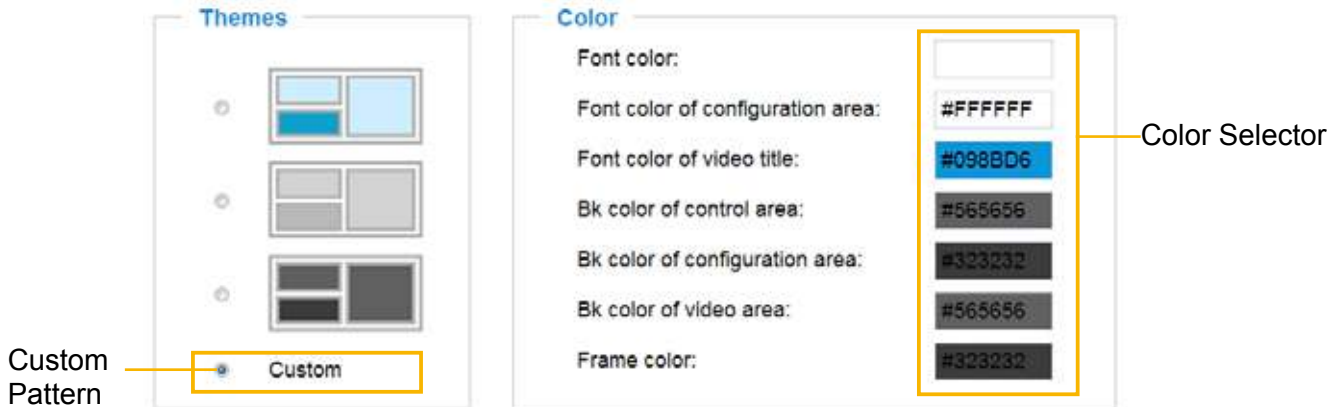 Themes
Color
Font color:
Font color of configuration area: #FFFFFF
Font color of video title: #098BD6
Bk color of control area: #565656
Bk color of configuration area: #323232
Bk color of video area: #565656
Frame color: #323232
Custom
Custom
Pattern
Color Selector